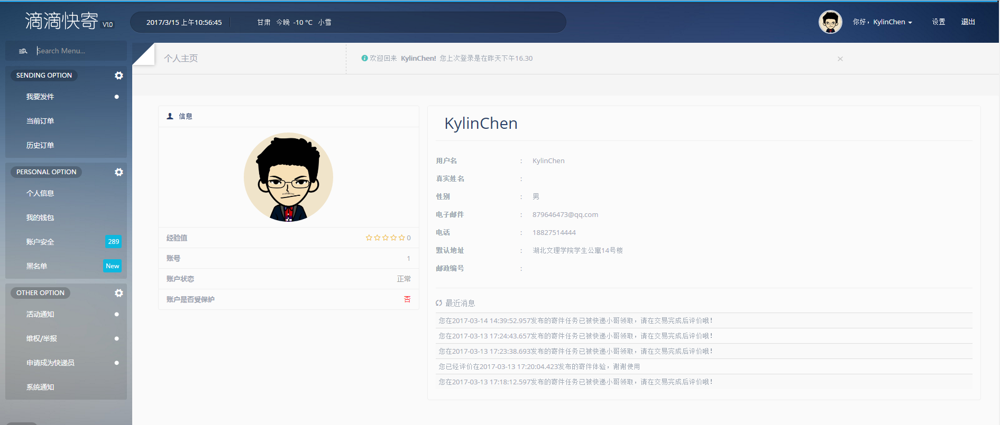 滴滴快寄 V1.0
2017/3/15 上午10:56:45
甘肃 今晚 -10 °C 小雪
你好，KylinChen
设置
退出
Search Menu...
SENDING OPTION
我要发件
当前订单
历史订单
PERSONAL OPTION
个人信息
我的钱包
账户安全 289
黑名单 New
OTHER OPTION
活动通知
维权/举报
申请成为快递员
系统通知
个人主页
欢迎回来 KylinChen! 您上次登录是在昨天下午16.30
×
信息
经验值 0
账号 1
账户状态 正常
账户是否受保护 否
KylinChen
用户名 : KylinChen
真实姓名 :
性别 : 男
电子邮件 : 879646473@qq.com
电话 : 18827514444
默认地址 : 湖北文理学院学生公寓14号楼
邮政编号 :
最近消息
您在2017-03-14 14:39:52.957发布的寄件任务已被快递小哥领取，请在交易完成后评价哦！
您在2017-03-13 17:24:43.657发布的寄件任务已被快递小哥领取，请在交易完成后评价哦！
您在2017-03-13 17:23:38.693发布的寄件任务已被快递小哥领取，请在交易完成后评价哦！
您已经评价在2017-03-13 17:20:04.423发布的寄件体验，谢谢使用
您在2017-03-13 17:18:12.597发布的寄件任务已被快递小哥领取，请在交易完成后评价哦！